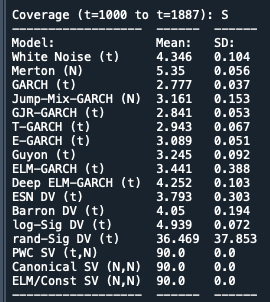 Coverage (t=1000 to t=1887): S
------------------  ------  ------
Model:              Mean:   SD:
White Noise (t)     4.346   0.104
Merton (N)          5.35    0.056
GARCH (t)           2.777   0.037
Jump-Mix-GARCH (N)  3.161   0.153
GJR-GARCH (t)       2.841   0.053
T-GARCH (t)         2.943   0.067
E-GARCH (t)         3.089   0.051
Guyon (t)           3.245   0.092
ELM-GARCH (t)       3.441   0.388
Deep ELM-GARCH (t)  4.252   0.103
ESN DV (t)          3.793   0.303
Barron DV (t)       4.05    0.194
log-Sig DV (t)      4.939   0.072
rand-Sig DV (t)     36.469  37.853
PWC SV (t,N)        90.0    0.0
Canonical SV (N,N)  90.0    0.0
ELM/Const SV (N,N)  90.0    0.0
------------------  ------  ------